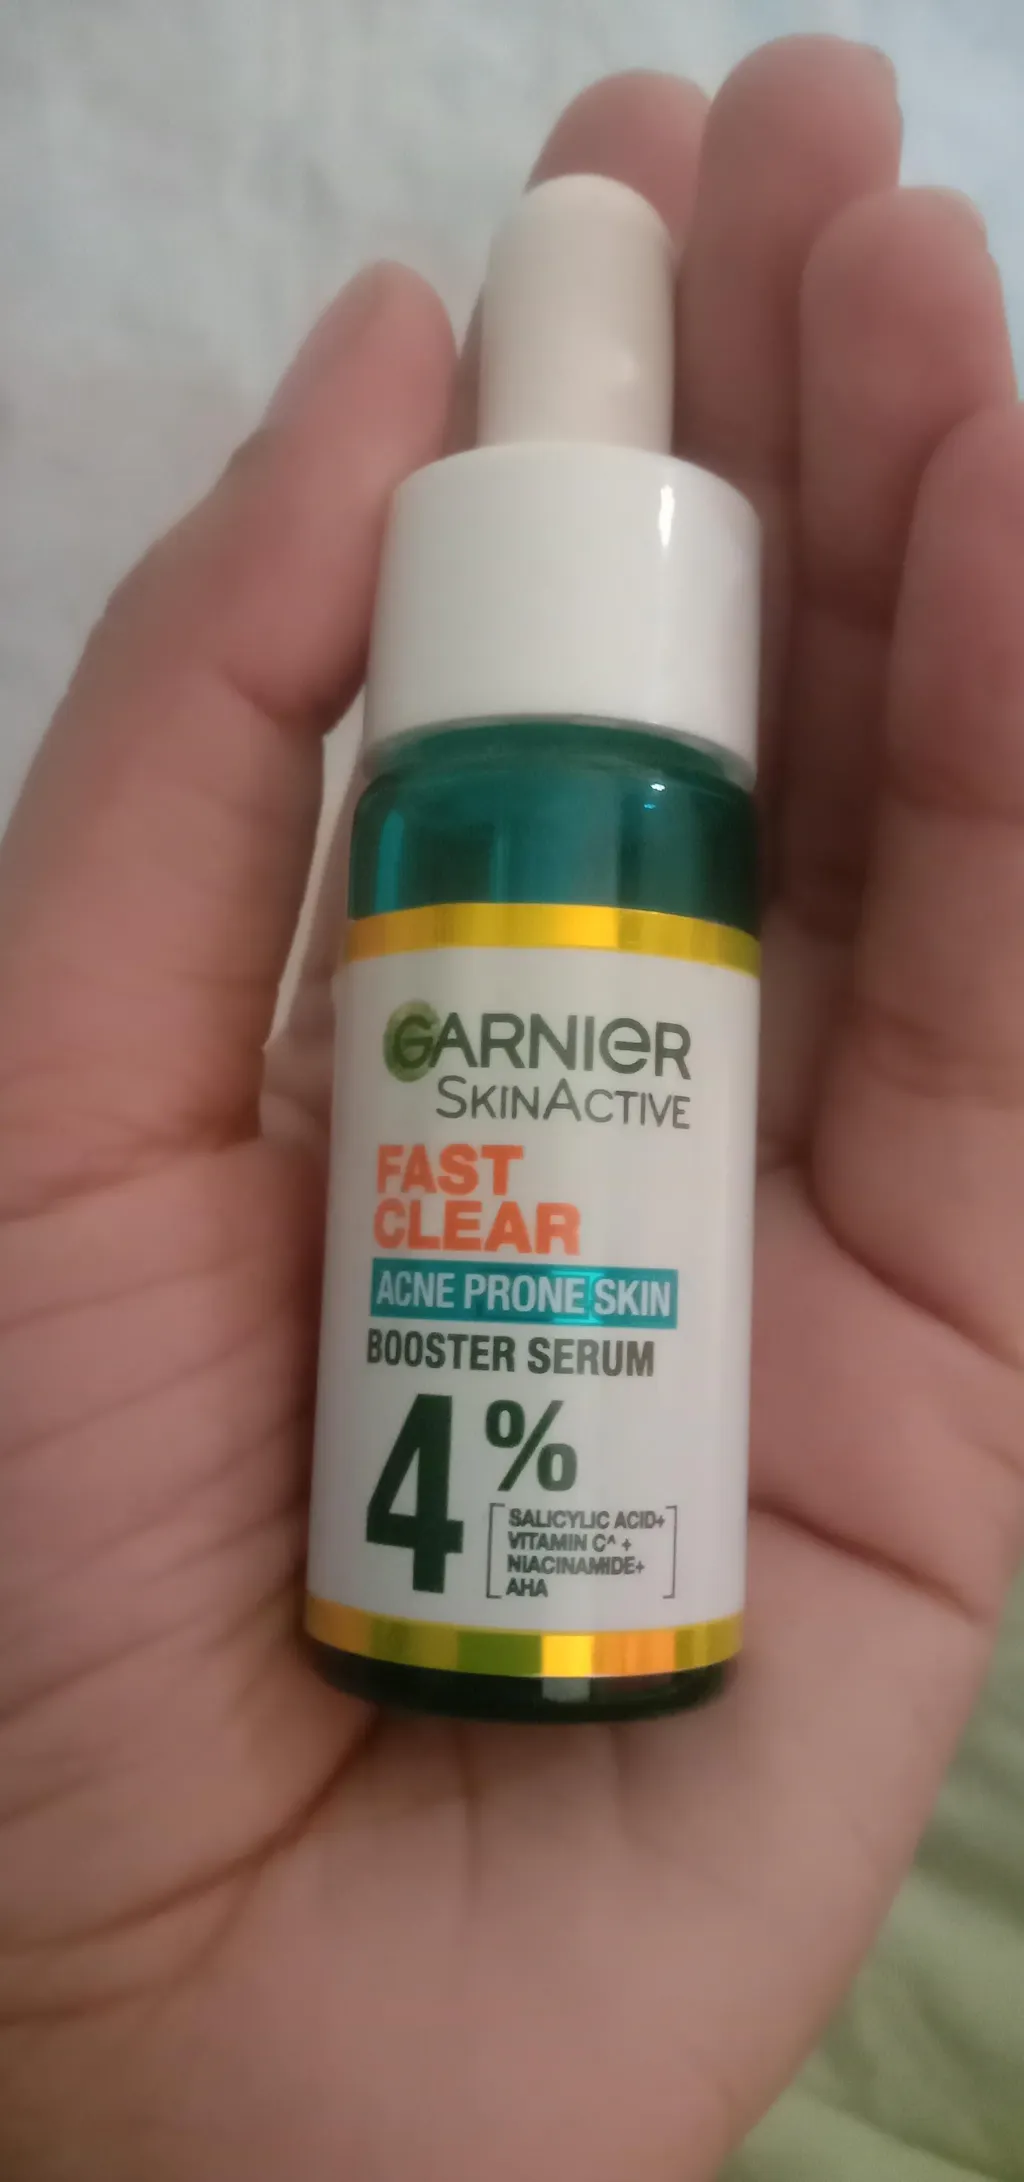 GARNIER
SKINACTIVE
FAST
CLEAR
ACNE PRONE SKIN
BOOSTER SERUM
4%
SALICYLIC ACID+
VITAMIN C^ +
NIACINAMIDE+
AHA